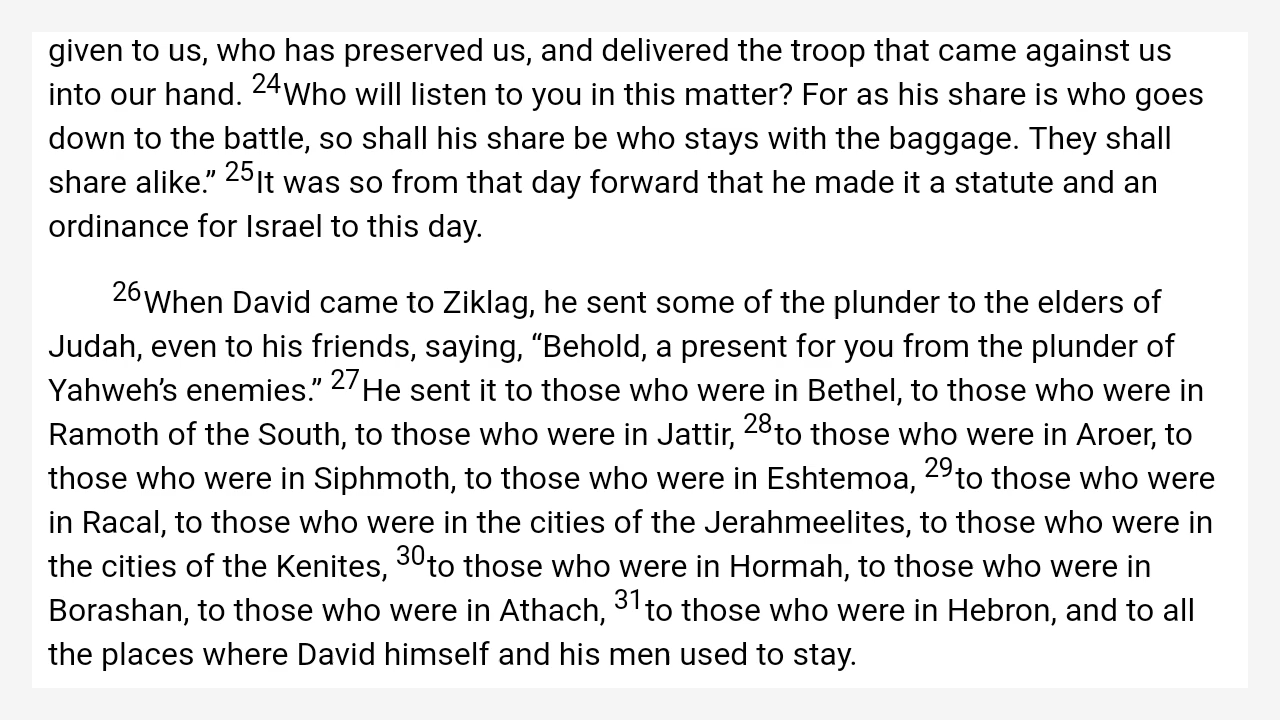 given to us, who has preserved us, and delivered the troop that came against us
into our hand. 24Who will listen to you in this matter? For as his share is who goes
down to the battle, so shall his share be who stays with the baggage. They shall
share alike.” 25It was so from that day forward that he made it a statute and an
ordinance for Israel to this day.
26When David came to Ziklag, he sent some of the plunder to the elders of
Judah, even to his friends, saying, “Behold, a present for you from the plunder of
Yahweh’s enemies.” 27He sent it to those who were in Bethel, to those who were in
Ramoth of the South, to those who were in Jattir, 28to those who were in Aroer, to
those who were in Siphmoth, to those who were in Eshtemoa, 29to those who were
in Racal, to those who were in the cities of the Jerahmeelites, to those who were in
the cities of the Kenites, 30to those who were in Hormah, to those who were in
Borashan, to those who were in Athach, 31to those who were in Hebron, and to all
the places where David himself and his men used to stay.